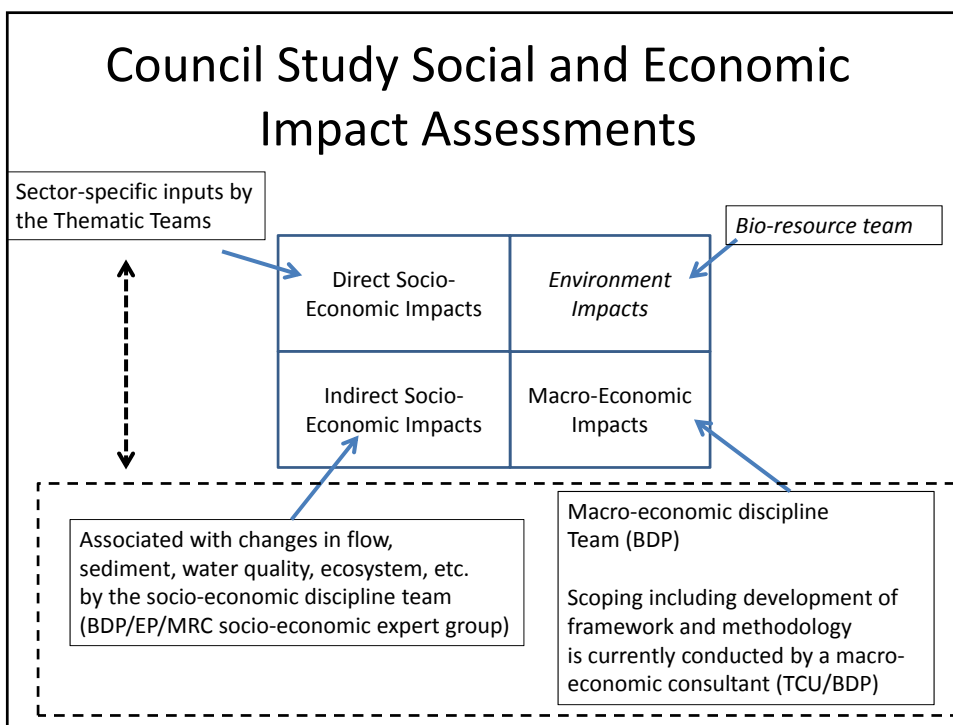 Council Study Social and Economic
Impact Assessments
Sector-specific inputs by
the Thematic Teams
Bio-resource team
Direct Socio-
Economic Impacts
Environment
Impacts
Indirect Socio-
Economic Impacts
Macro-Economic
Impacts
Associated with changes in flow,
sediment, water quality, ecosystem, etc.
by the socio-economic discipline team
(BDP/EP/MRC socio-economic expert group)
Macro-economic discipline
Team (BDP)
Scoping including development of
framework and methodology
is currently conducted by a macro-
economic consultant (TCU/BDP)